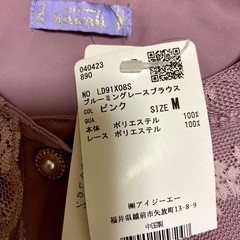 040423
890
NO LD91X08S
ブルーミングレースブラウス
COL ピンク
SIZE M
QUA
本体 ポリエステル 100%
レース ポリエステル 100%
㈱アイジーエー
福井県越前市矢放町13-8-9
中国製